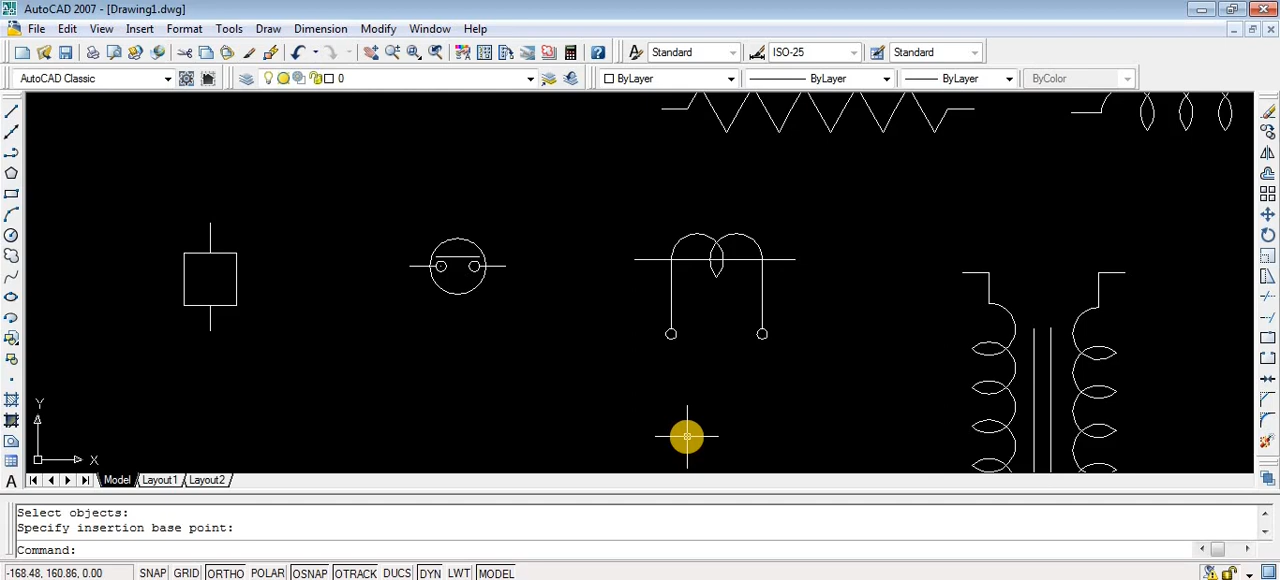 AutoCAD 2007 - [Drawing1.dwg]
File Edit View Insert Format Tools Draw Dimension Modify Window Help
Standard ISO-25 Standard
AutoCAD Classic 0 ByLayer ByLayer ByLayer ByColor
Y
X
A Model Layout1 Layout2
Select objects:
Specify insertion base point:
Command:
-168.48, 160.86, 0.00 SNAP GRID ORTHO POLAR OSNAP OTRACK DUCS DYN LWT MODEL